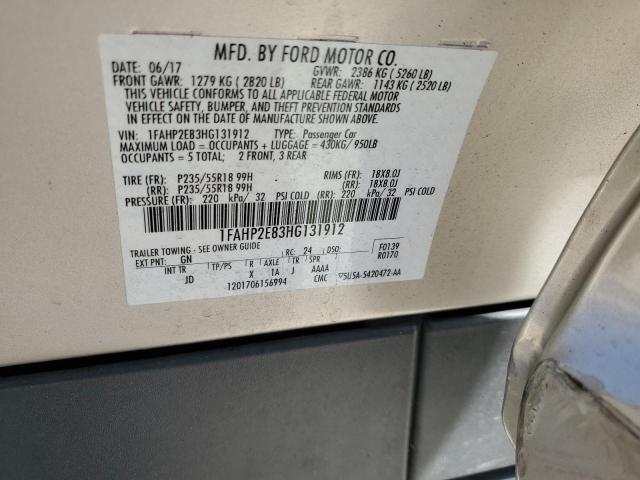 MFD. BY FORD MOTOR CO.
DATE: 06/17 GVWR: 2386 KG ( 5260 LB)
FRONT GAWR: 1279 KG ( 2820 LB) REAR GAWR: 1143 KG ( 2520 LB)
THIS VEHICLE CONFORMS TO ALL APPLICABLE FEDERAL MOTOR
VEHICLE SAFETY, BUMPER, AND THEFT PREVENTION STANDARDS
IN EFFECT ON THE DATE OF MANUFACTURE SHOWN ABOVE.
VIN: 1FAHP2E83HG131912 TYPE: Passenger Car
MAXIMUM LOAD = OCCUPANTS + LUGGAGE = 430KG/ 950LB
OCCUPANTS = 5 TOTAL; 2 FRONT, 3 REAR
TIRE (FR): P235/55R18 99H RIMS (FR): 18X8.0J
(RR): P235/55R18 99H (RR): 18X8.0J
PRESSURE (FR): 220 kPa/ 32 PSI COLD (RR): 220 kPa/ 32 PSI COLD
1FAHP2E83HG131912
TRAILER TOWING - SEE OWNER GUIDE F0139
EXT PNT: GN RC: 24 DSO: R0170
INT TR TP/PS R AXLE TR SPR
JD X 1A J AAAA
1201706156994 CMC 5U5A-5420472-AA